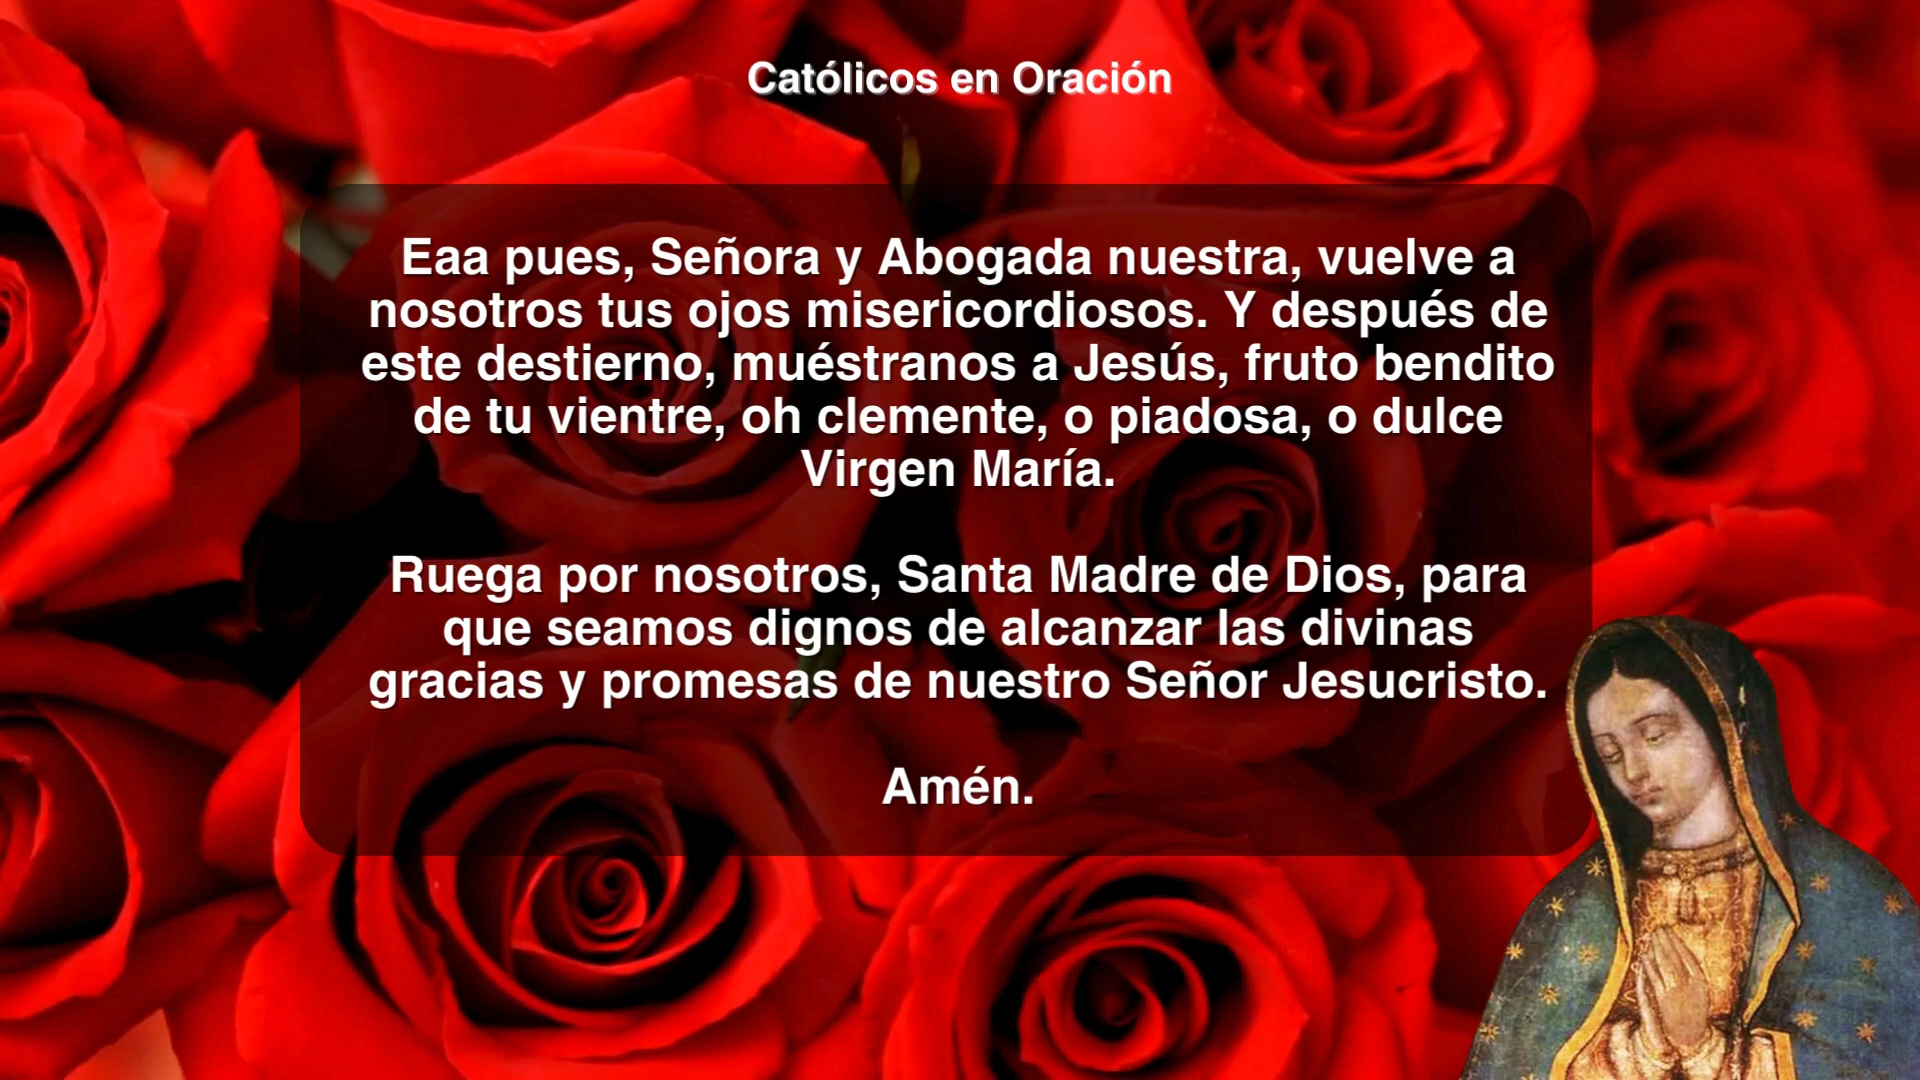 Católicos en Oración
Eaa pues, Señora y Abogada nuestra, vuelve a
nosotros tus ojos misericordiosos. Y después de
este destierno, muéstranos a Jesús, fruto bendito
de tu vientre, oh clemente, o piadosa, o dulce
Virgen María.
Ruega por nosotros, Santa Madre de Dios, para
que seamos dignos de alcanzar las divinas
gracias y promesas de nuestro Señor Jesucristo.
Amén.